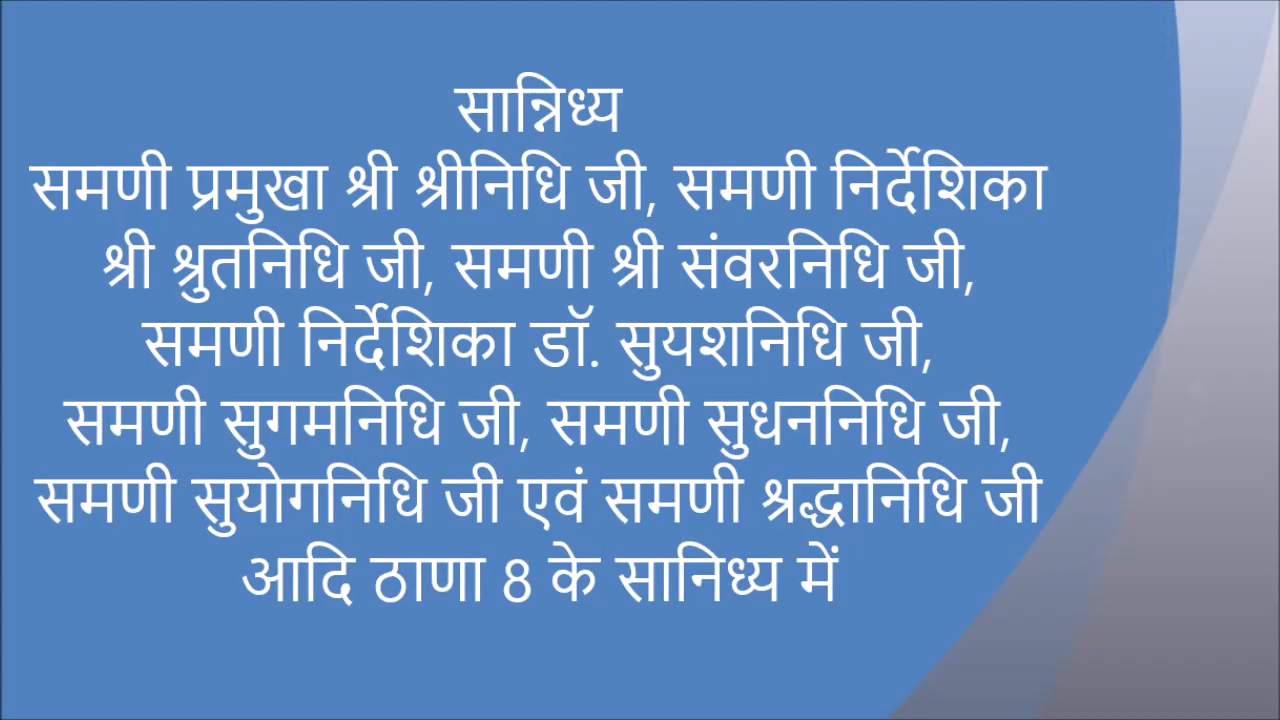 सान्निध्य
समणी प्रमुखा श्री श्रीनिधि जी, समणी निर्देशिका
श्री श्रुतनिधि जी, समणी श्री संवरनिधि जी,
समणी निर्देशिका डॉ. सुयशनिधि जी,
समणी सुगमनिधि जी, समणी सुधननिधि जी,
समणी सुयोगनिधि जी एवं समणी श्रद्धानिधि जी
आदि ठाणा 8 के सानिध्य में